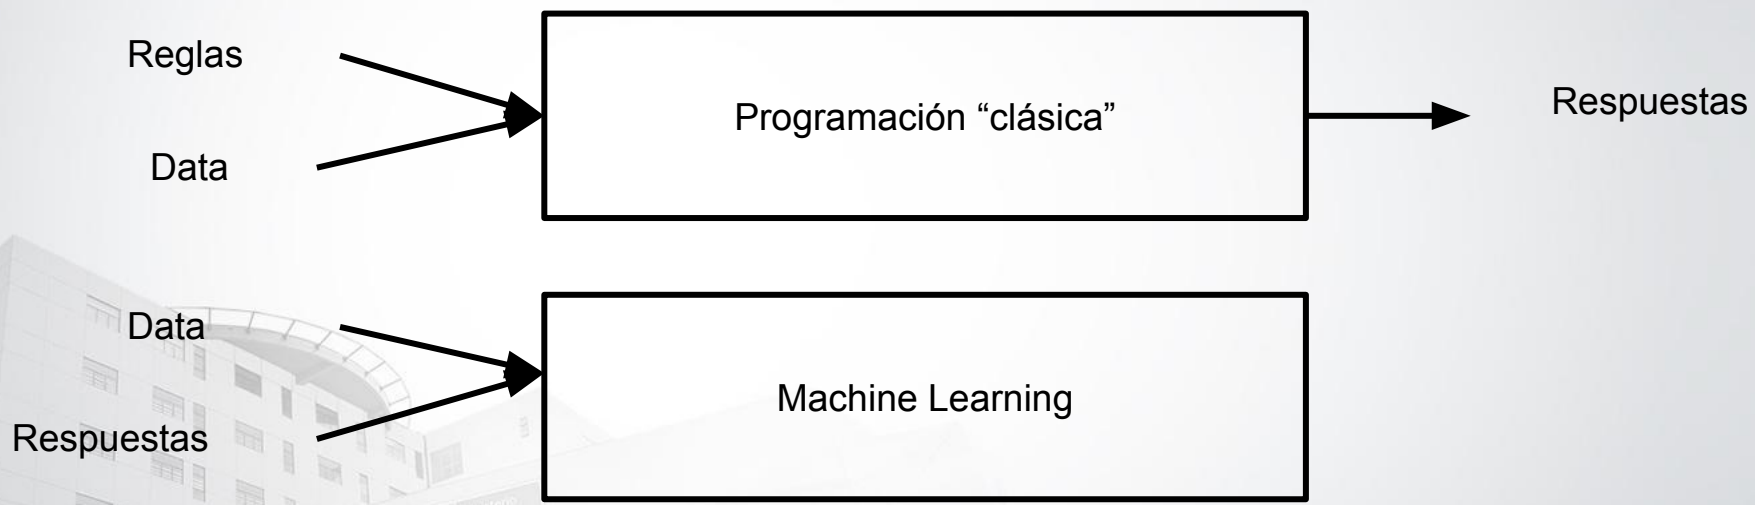 Reglas
Data
Programación “clásica”
Respuestas
Data
Respuestas
Machine Learning